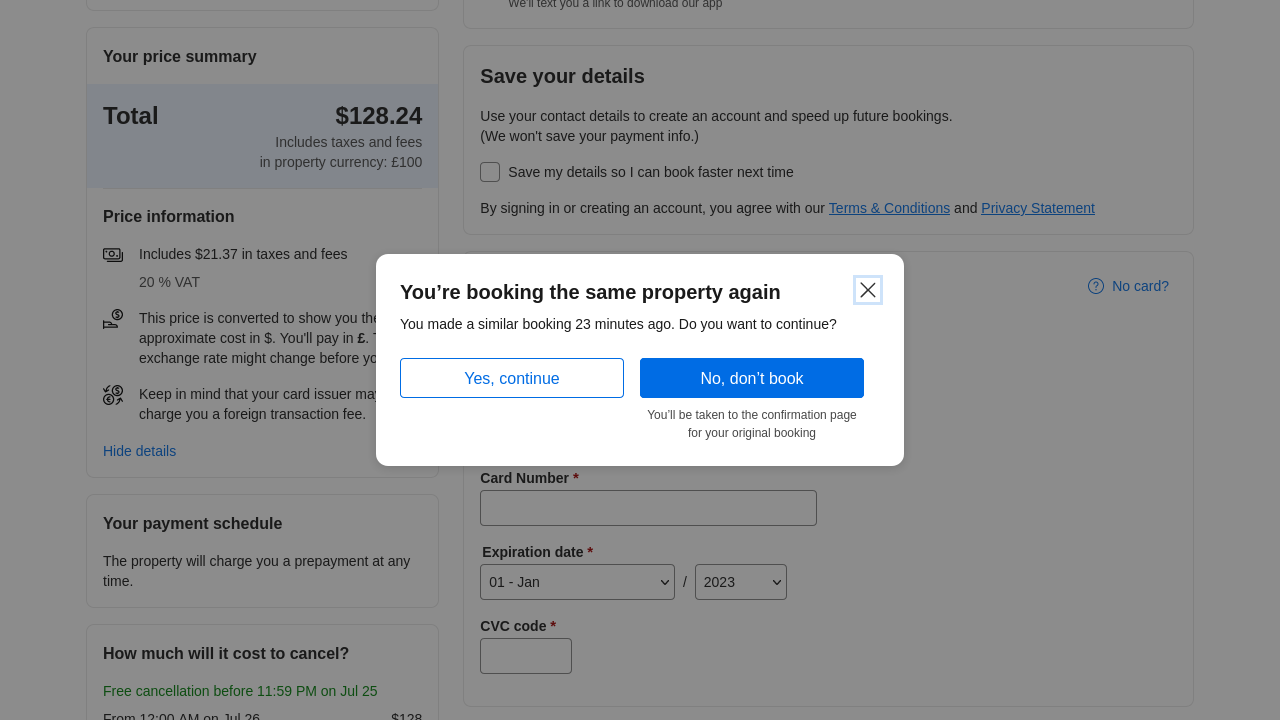 We'll text you a link to download our app
Your price summary
Total $128.24
Includes taxes and fees
in property currency: £100
Price information
Includes $21.37 in taxes and fees
20 % VAT
This price is converted to show you the
approximate cost in $. You'll pay in £.
exchange rate might change before
Keep in mind that your card issuer may
charge you a foreign transaction fee.
Hide details
Your payment schedule
The property will charge you a prepayment at any
time.
How much will it cost to cancel?
Free cancellation before 11:59 PM on Jul 25
From 12:00 AM on Jul 26 $128
Save your details
Use your contact details to create an account and speed up future bookings.
(We won't save your payment info.)
Save my details so I can book faster next time
By signing in or creating an account, you agree with our Terms & Conditions and Privacy Statement
No card?
You’re booking the same property again
You made a similar booking 23 minutes ago. Do you want to continue?
Yes, continue
No, don’t book
You’ll be taken to the confirmation page
for your original booking
Card Number *
Expiration date *
01 - Jan / 2023
CVC code *